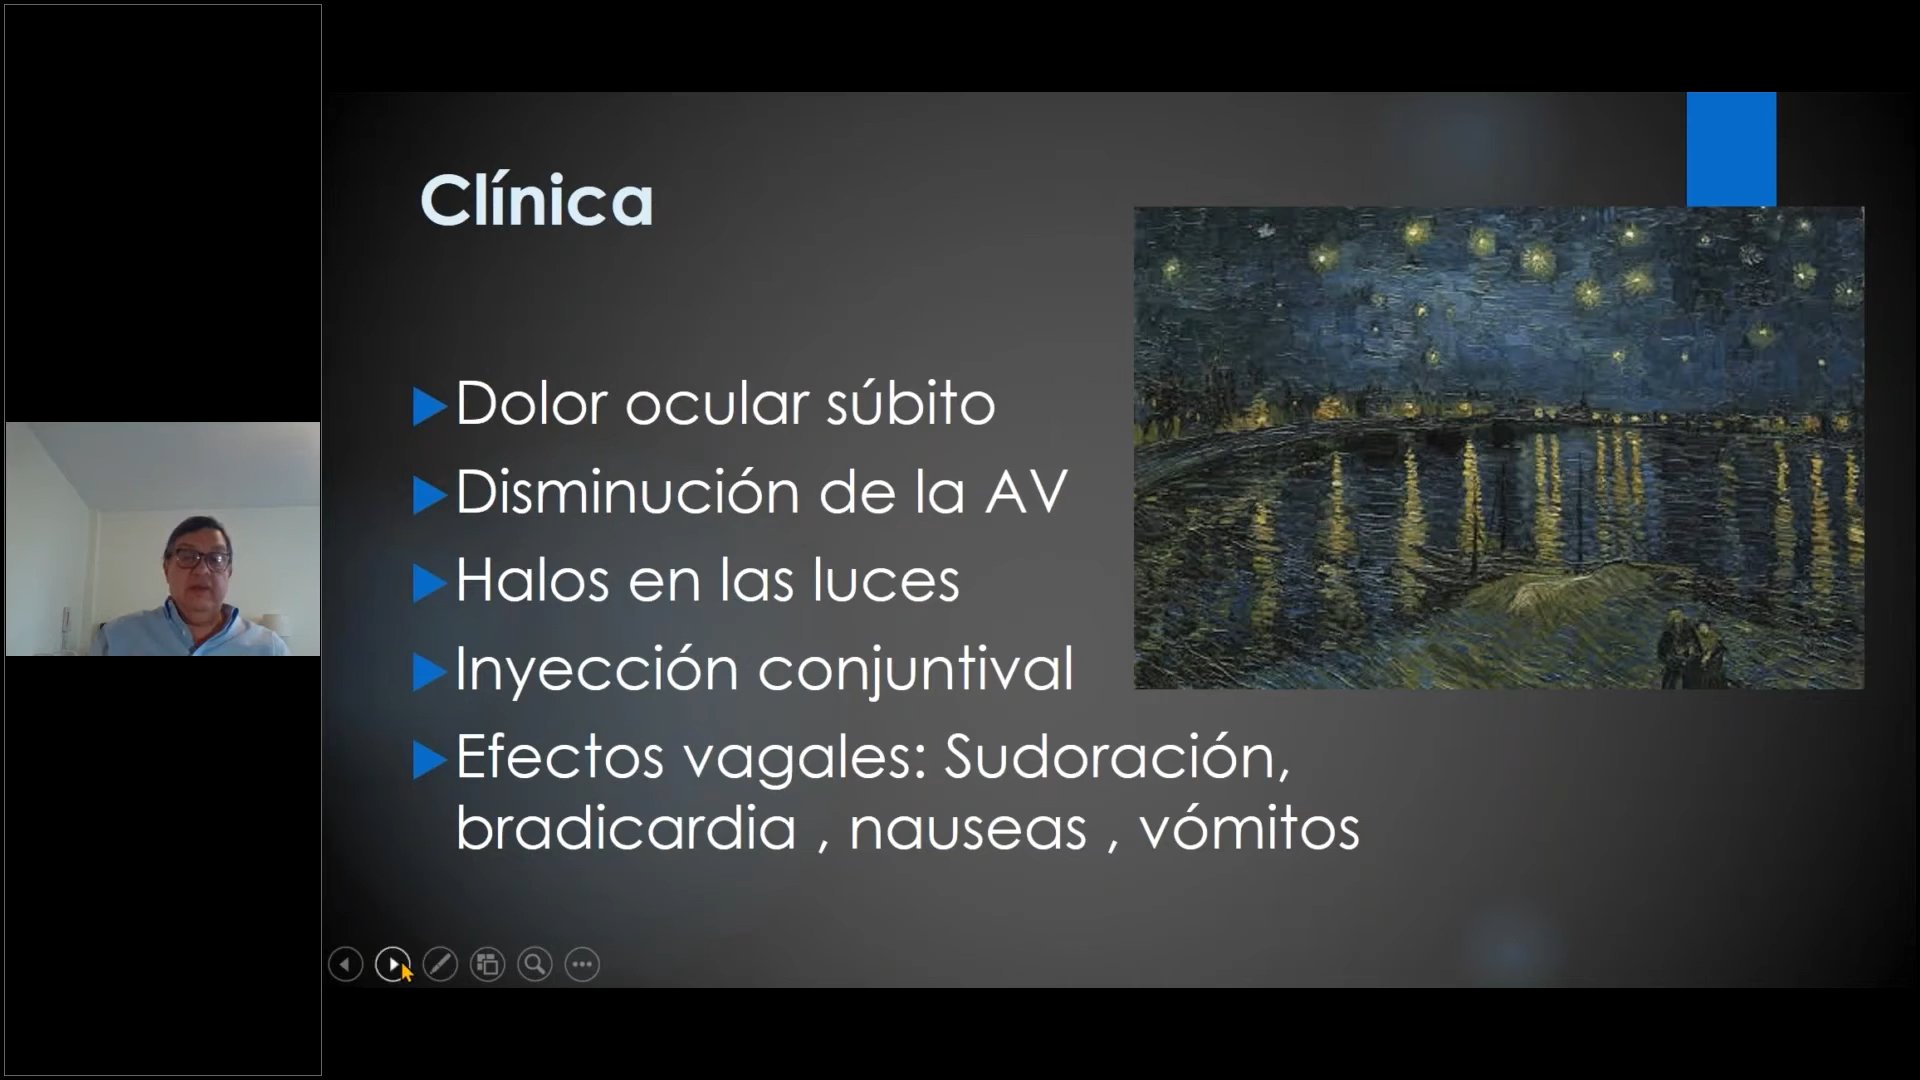 Clínica
Dolor ocular súbito
Disminución de la AV
Halos en las luces
Inyección conjuntival
Efectos vagales: Sudoración,
bradicardia , nauseas , vómitos